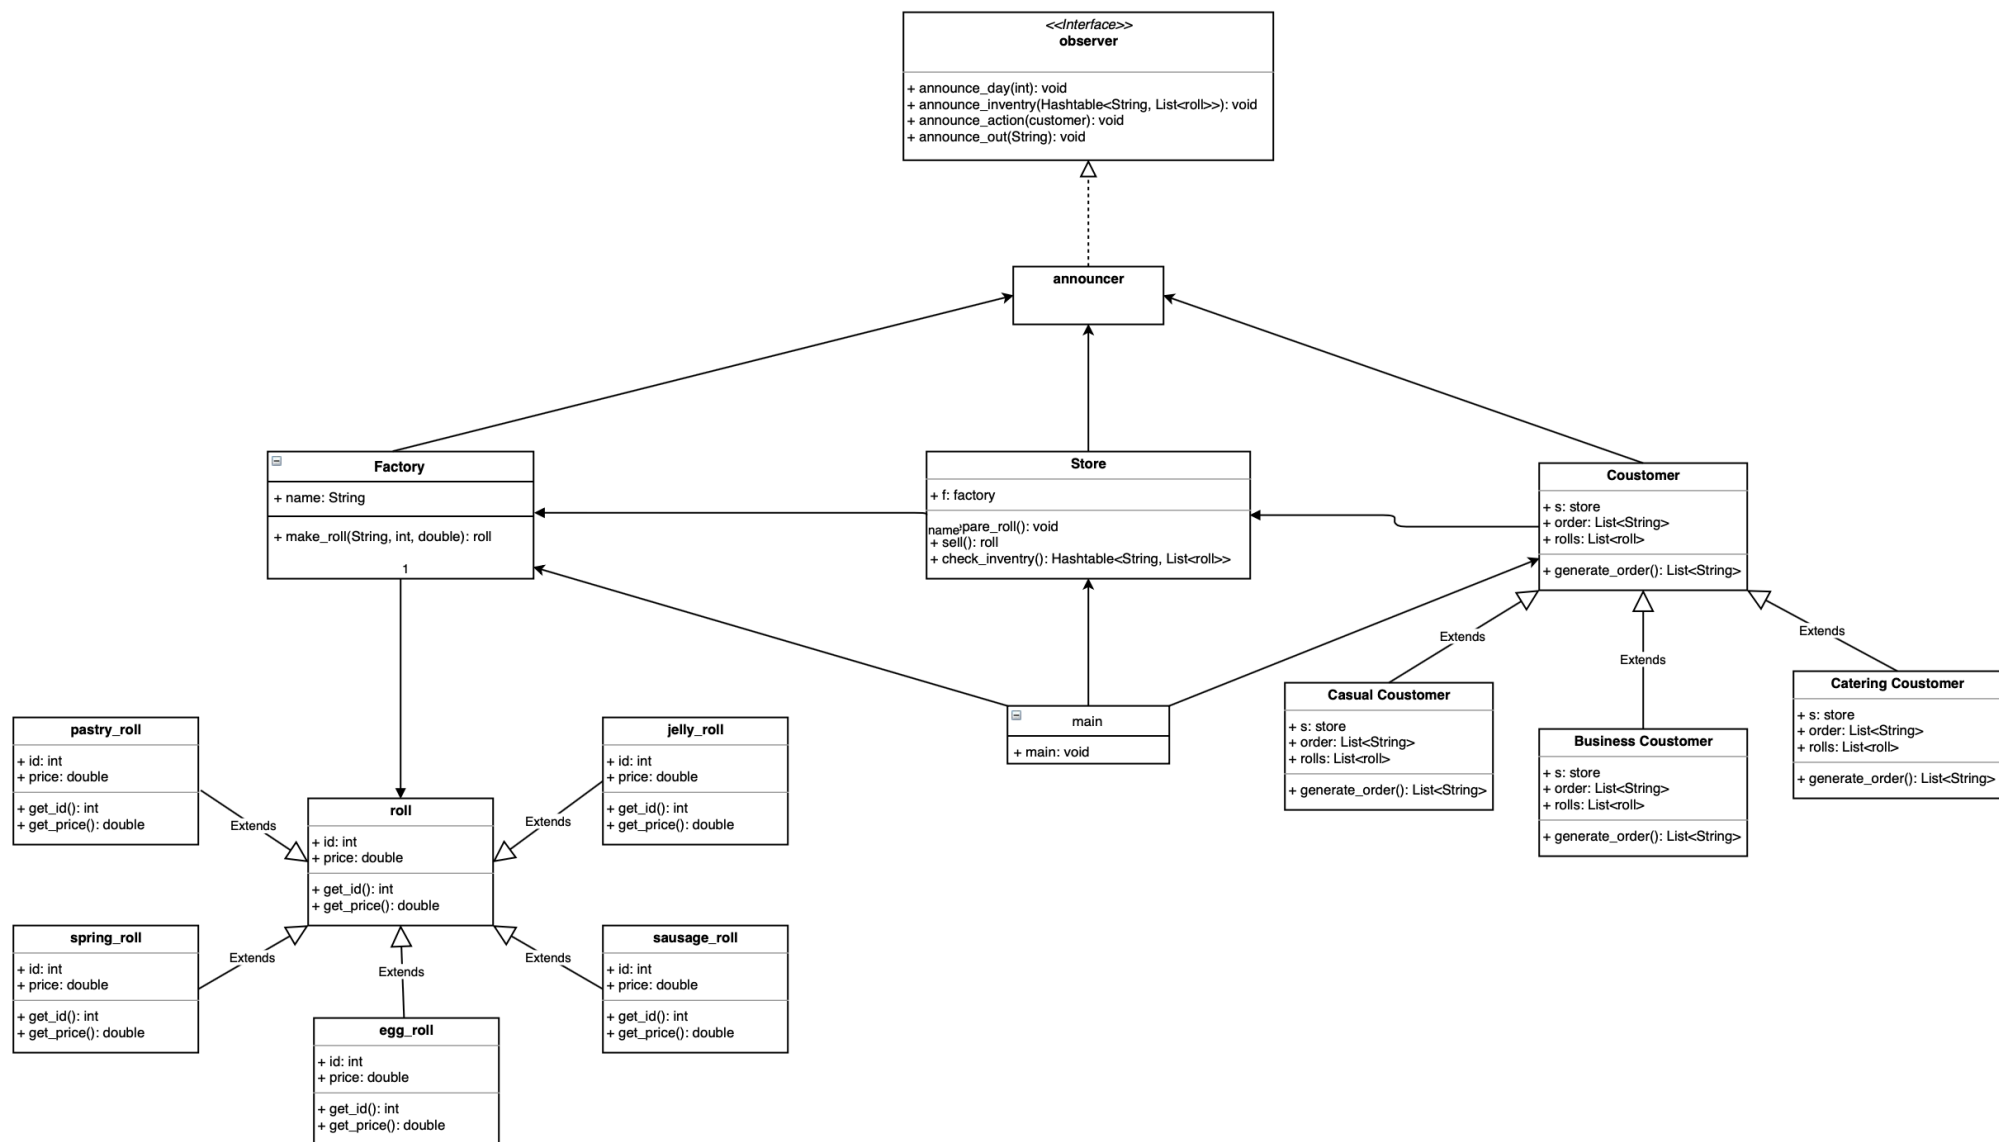 <<Interface>>
observer
+ announce_day(int): void
+ announce_inventry(Hashtable<String, List<roll>>): void
+ announce_action(customer): void
+ announce_out(String): void
announcer
Factory
+ name: String
+ make_roll(String, int, double): roll
1
Store
+ f: factory
pare_roll(): void
name
+ sell(): roll
+ check_inventry(): Hashtable<String, List<roll>>
Coustomer
+ s: store
+ order: List<String>
+ rolls: List<roll>
+ generate_order(): List<String>
Extends
Extends
Extends
Casual Coustomer
+ s: store
+ order: List<String>
+ rolls: List<roll>
+ generate_order(): List<String>
Business Coustomer
+ s: store
+ order: List<String>
+ rolls: List<roll>
+ generate_order(): List<String>
Catering Coustomer
+ s: store
+ order: List<String>
+ rolls: List<roll>
+ generate_order(): List<String>
main
+ main: void
pastry_roll
+ id: int
+ price: double
+ get_id(): int
+ get_price(): double
Extends
jelly_roll
+ id: int
+ price: double
+ get_id(): int
+ get_price(): double
Extends
roll
+ id: int
+ price: double
+ get_id(): int
+ get_price(): double
spring_roll
+ id: int
+ price: double
+ get_id(): int
+ get_price(): double
Extends
Extends
Extends
sausage_roll
+ id: int
+ price: double
+ get_id(): int
+ get_price(): double
egg_roll
+ id: int
+ price: double
+ get_id(): int
+ get_price(): double